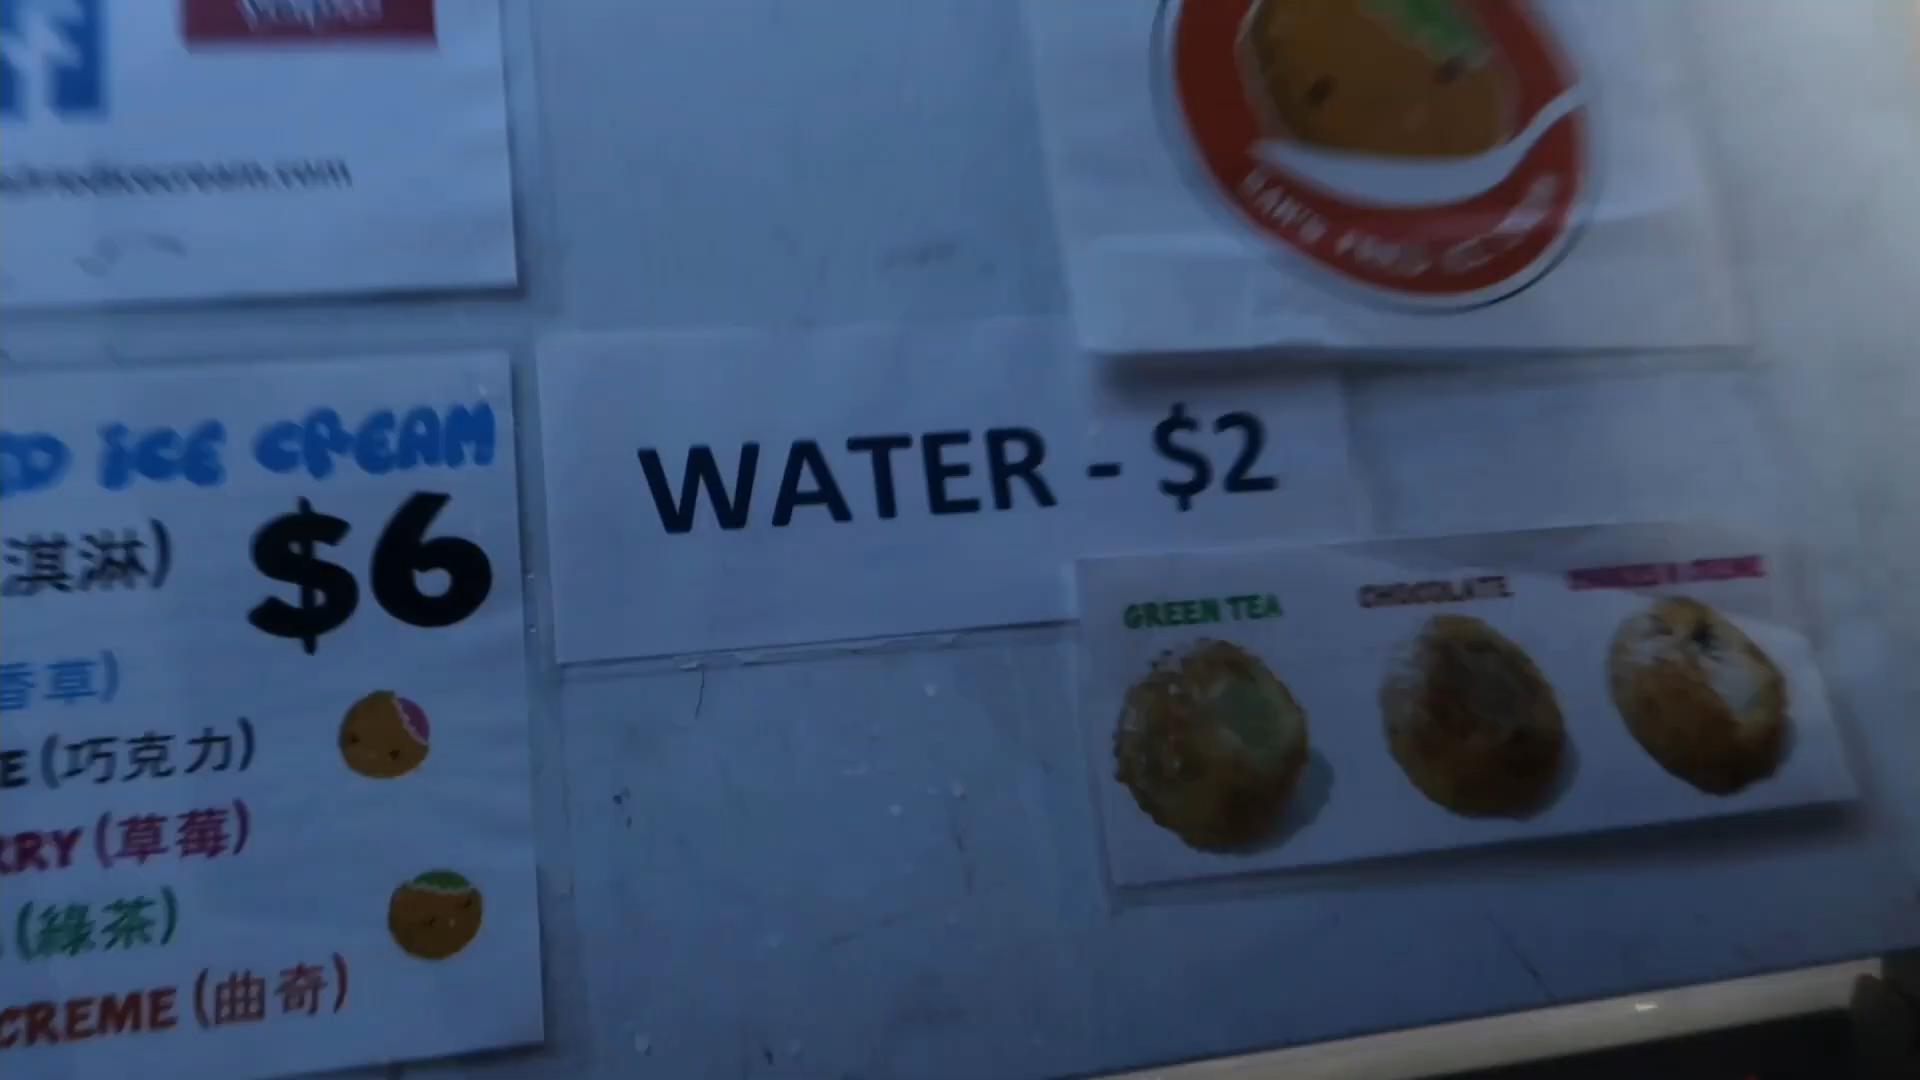 ICE CREAM
淇淋) $6
香草)
E (巧克力)
RRY (草莓)
(綠茶)
CREME (曲奇)
WATER - $2
GREEN TEA
CHOCOLATE